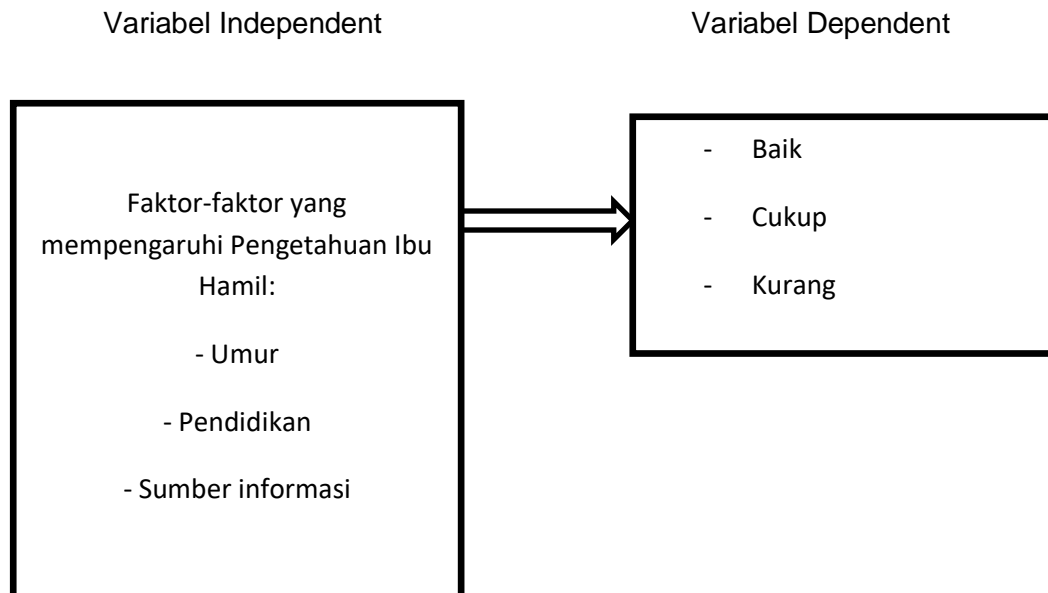 Variabel Independent
Variabel Dependent
Faktor-faktor yang
mempengaruhi Pengetahuan Ibu
Hamil:
- Umur
- Pendidikan
- Sumber informasi
- Baik
- Cukup
- Kurang